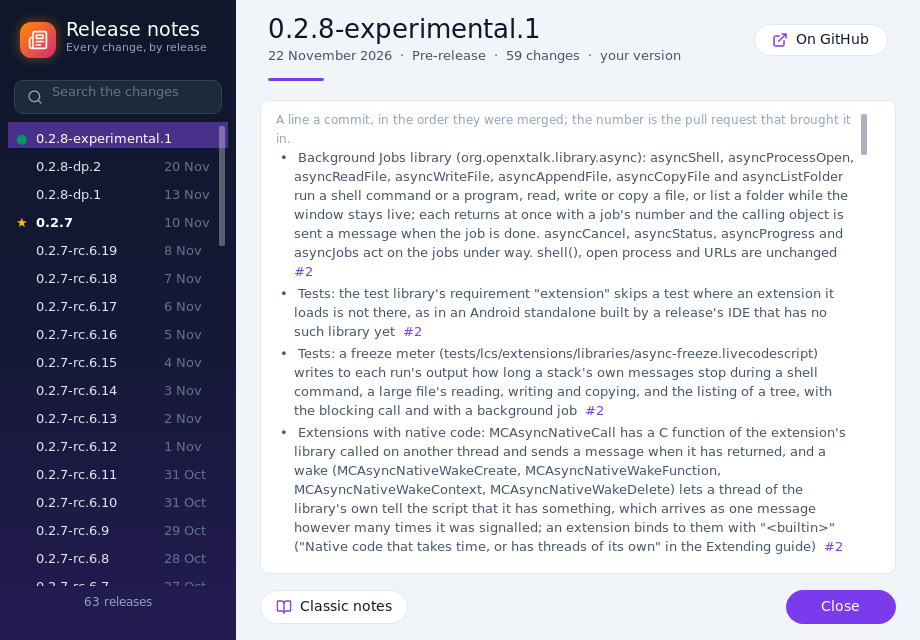 Release notes
Every change, by release
Search the changes
0.2.8-experimental.1
0.2.8-dp.2 20 Nov
0.2.8-dp.1 13 Nov
★ 0.2.7 10 Nov
0.2.7-rc.6.19 8 Nov
0.2.7-rc.6.18 7 Nov
0.2.7-rc.6.17 6 Nov
0.2.7-rc.6.16 5 Nov
0.2.7-rc.6.15 4 Nov
0.2.7-rc.6.14 3 Nov
0.2.7-rc.6.13 2 Nov
0.2.7-rc.6.12 1 Nov
0.2.7-rc.6.11 31 Oct
0.2.7-rc.6.10 31 Oct
0.2.7-rc.6.9 29 Oct
0.2.7-rc.6.8 28 Oct
0.2.7-rc.6.7 27 Oct
63 releases
0.2.8-experimental.1
22 November 2026 · Pre-release · 59 changes · your version
On GitHub
A line a commit, in the order they were merged; the number is the pull request that brought it
in.
• Background Jobs library (org.openxtalk.library.async): asyncShell, asyncProcessOpen,
asyncReadFile, asyncWriteFile, asyncAppendFile, asyncCopyFile and asyncListFolder
run a shell command or a program, read, write or copy a file, or list a folder while the
window stays live; each returns at once with a job's number and the calling object is
sent a message when the job is done. asyncCancel, asyncStatus, asyncProgress and
asyncJobs act on the jobs under way. shell(), open process and URLs are unchanged
#2
• Tests: the test library's requirement "extension" skips a test where an extension it
loads is not there, as in an Android standalone built by a release's IDE that has no
such library yet #2
• Tests: a freeze meter (tests/lcs/extensions/libraries/async-freeze.livecodescript)
writes to each run's output how long a stack's own messages stop during a shell
command, a large file's reading, writing and copying, and the listing of a tree, with
the blocking call and with a background job #2
• Extensions with native code: MCAsyncNativeCall has a C function of the extension's
library called on another thread and sends a message when it has returned, and a
wake (MCAsyncNativeWakeCreate, MCAsyncNativeWakeFunction,
MCAsyncNativeWakeContext, MCAsyncNativeWakeDelete) lets a thread of the
library's own tell the script that it has something, which arrives as one message
however many times it was signalled; an extension binds to them with "<builtin>"
("Native code that takes time, or has threads of its own" in the Extending guide) #2
Classic notes
Close